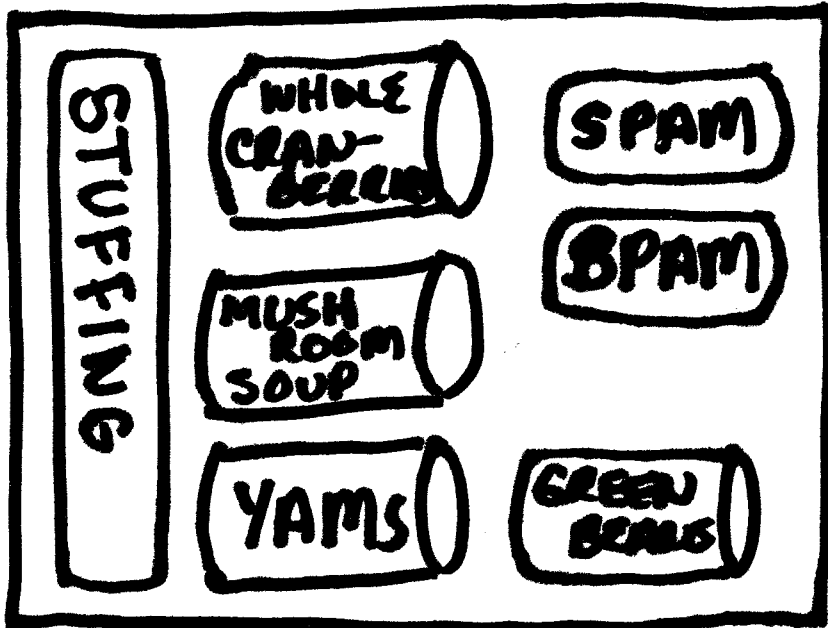 STUFFING
WHOLE
CRAN-
BERRIES
MUSH
ROOM
SOUP
YAMS
SPAM
BPAM
GREEN
BEANS